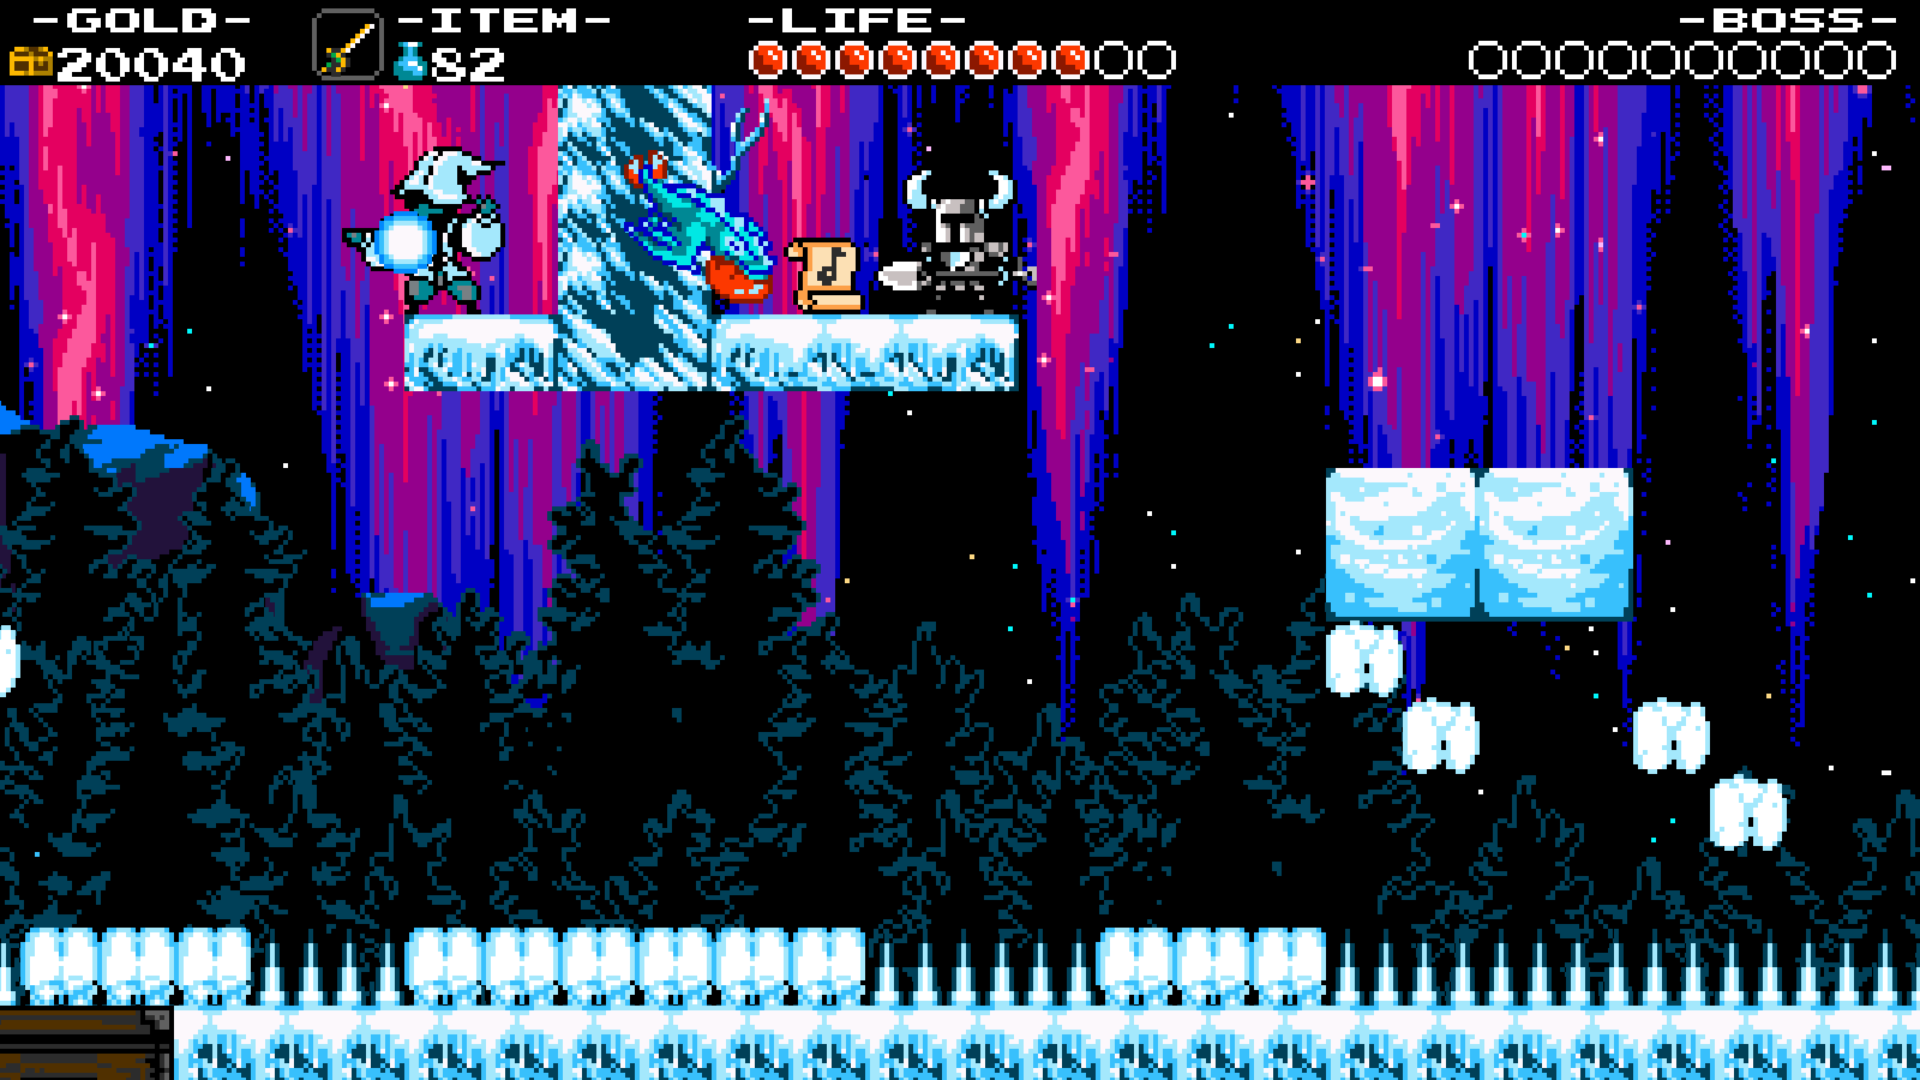 -GOLD-
20040
-ITEM-
82
-LIFE-
-BOSS-